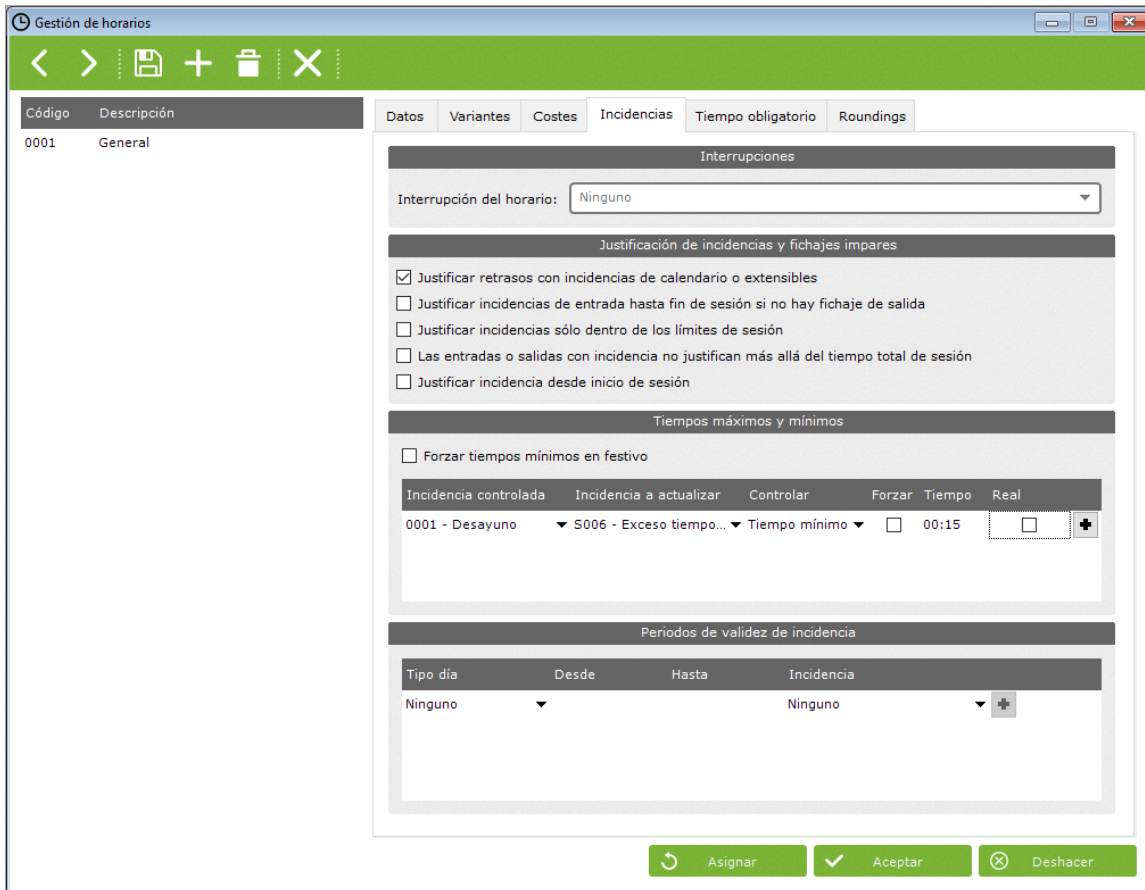 Gestión de horarios
Código Descripción
0001 General
Datos Variantes Costes Incidencias Tiempo obligatorio Roundings
Interrupciones
Interrupción del horario: Ninguno
Justificación de incidencias y fichajes impares
Justificar retrasos con incidencias de calendario o extensibles
Justificar incidencias de entrada hasta fin de sesión si no hay fichaje de salida
Justificar incidencias sólo dentro de los límites de sesión
Las entradas o salidas con incidencia no justifican más allá del tiempo total de sesión
Justificar incidencia desde inicio de sesión
Tiempos máximos y mínimos
Forzar tiempos mínimos en festivo
Incidencia controlada Incidencia a actualizar Controlar Forzar Tiempo Real
0001 - Desayuno S006 - Exceso tiempo... Tiempo mínimo 00:15
Periodos de validez de incidencia
Tipo día Desde Hasta Incidencia
Ninguno Ninguno
Asignar Aceptar Deshacer